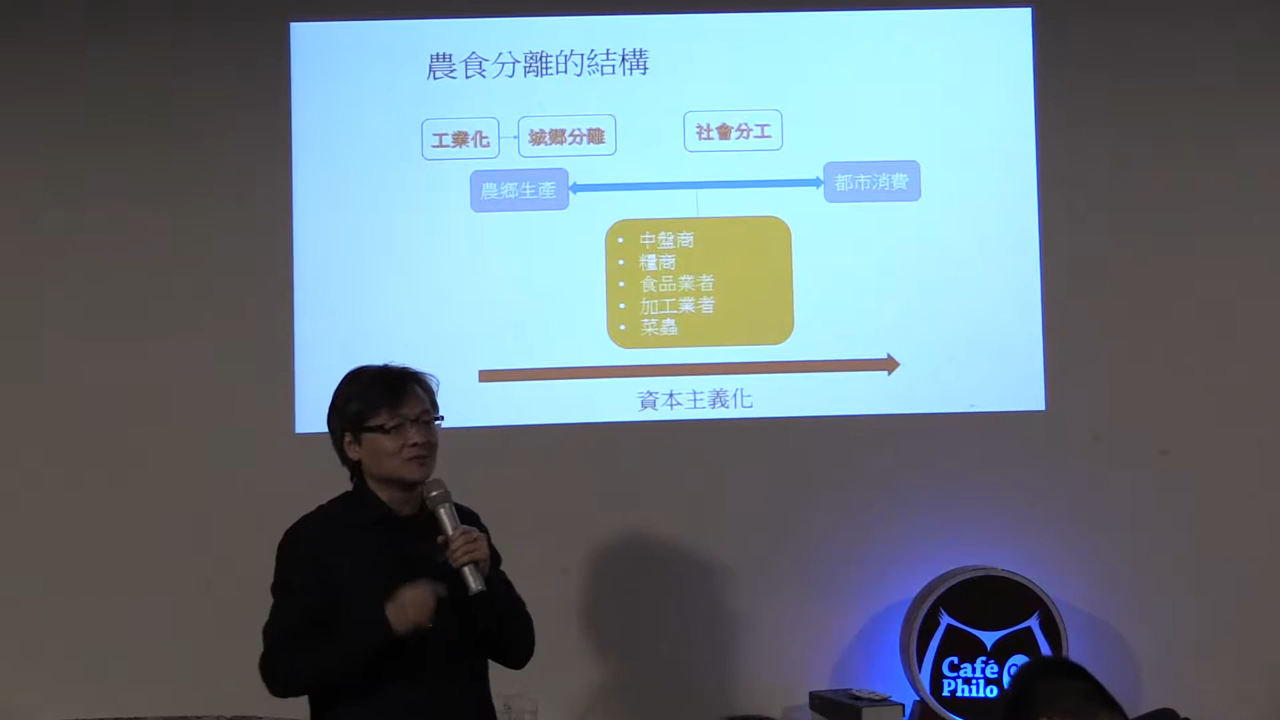 農食分離的結構
工業化
城鄉分離
社會分工
農鄉生產
都市消費
• 中盤商
• 糧商
• 食品業者
• 加工業者
• 菜蟲
資本主義化
Café
Philo